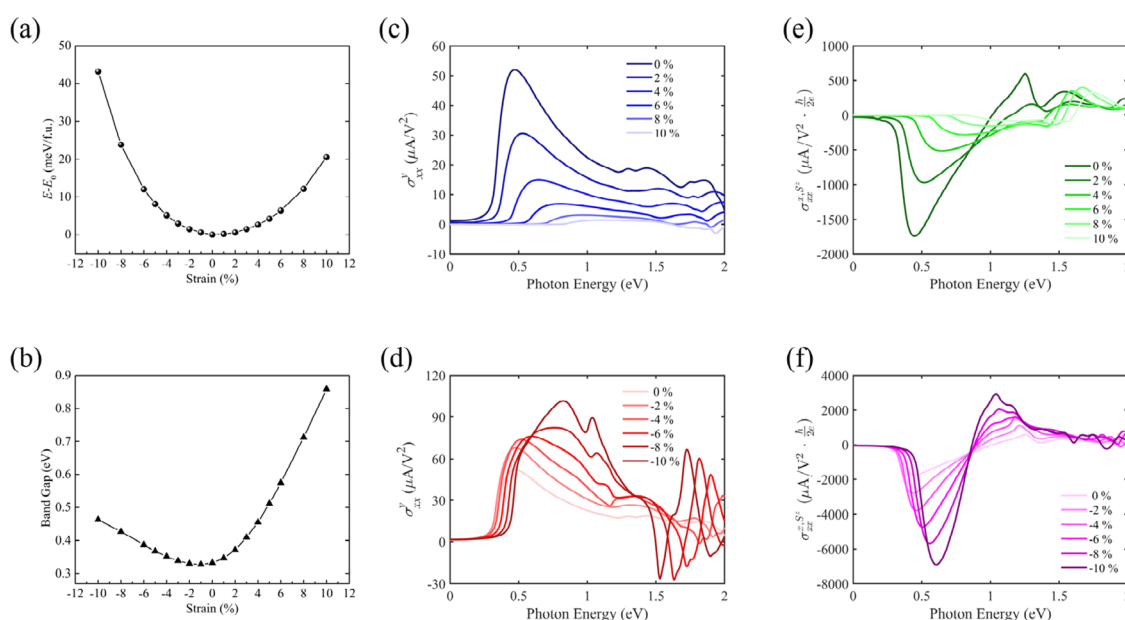 (a)
50
40
30
20
10
0
E-E0 (meV/f.u.)
-12 -10 -8 -6 -4 -2 0 2 4 6 8 10 12
Strain (%)
(c)
60
50
40
30
20
10
0
-10
σ^y_xx (μA/V^2)
0 %
2 %
4 %
6 %
8 %
10 %
0 0.5 1 1.5 2
Photon Energy (eV)
(e)
1000
500
0
-500
-1000
-1500
-2000
(μA/V^2 · ħ/2e)
0 %
2 %
4 %
6 %
8 %
10 %
0 0.5 1 1.5
Photon Energy (eV)
(b)
0.9
0.8
0.7
0.6
0.5
0.4
0.3
Band Gap (eV)
-12 -10 -8 -6 -4 -2 0 2 4 6 8 10 12
Strain (%)
(d)
120
90
60
30
0
-30
σ^y_xx (μA/V^2)
0 %
-2 %
-4 %
-6 %
-8 %
-10 %
0 0.5 1 1.5 2
Photon Energy (eV)
(f)
4000
2000
0
-2000
-4000
-6000
-8000
(μA/V^2 · ħ/2e)
0 %
-2 %
-4 %
-6 %
-8 %
-10 %
0 0.5 1 1.5
Photon Energy (eV)